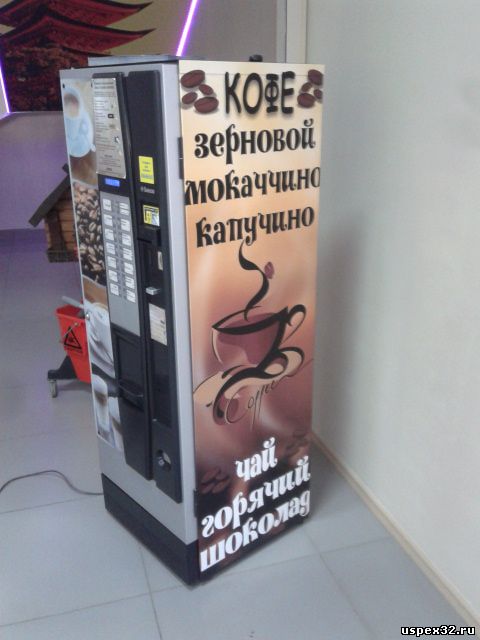 КОФЕ
зерновой
мокаччино
капучино
Coffee
чай
горячий
шоколад
uspex32.ru